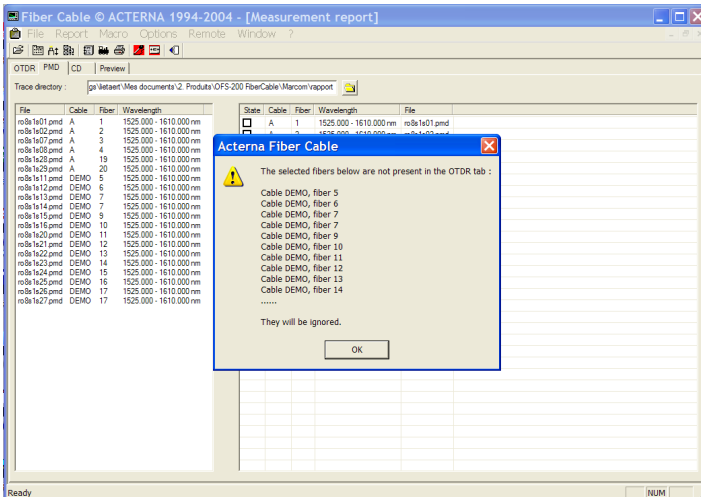 Fiber Cable © ACTERNA 1994-2004 - [Measurement report]
File Report Macro Options Remote Window ?
OTDR PMD CD Preview
Trace directory : gs\lietaert\Mes documents\2. Produts\OFS-200 FiberCable\Marcom\rapport
File Cable Fiber Wavelength
ro8s1s01.pmd A 1 1525.000 - 1610.000 nm
ro8s1s02.pmd A 2 1525.000 - 1610.000 nm
ro8s1s07.pmd A 3 1525.000 - 1610.000 nm
ro8s1s08.pmd A 4 1525.000 - 1610.000 nm
ro8s1s28.pmd A 19 1525.000 - 1610.000 nm
ro8s1s29.pmd A 20 1525.000 - 1610.000 nm
ro8s1s11.pmd DEMO 5 1525.000 - 1610.000 nm
ro8s1s12.pmd DEMO 6 1525.000 - 1610.000 nm
ro8s1s13.pmd DEMO 7 1525.000 - 1610.000 nm
ro8s1s14.pmd DEMO 7 1525.000 - 1610.000 nm
ro8s1s15.pmd DEMO 9 1525.000 - 1610.000 nm
ro8s1s16.pmd DEMO 10 1525.000 - 1610.000 nm
ro8s1s20.pmd DEMO 11 1525.000 - 1610.000 nm
ro8s1s21.pmd DEMO 12 1525.000 - 1610.000 nm
ro8s1s22.pmd DEMO 13 1525.000 - 1610.000 nm
ro8s1s23.pmd DEMO 14 1525.000 - 1610.000 nm
ro8s1s24.pmd DEMO 15 1525.000 - 1610.000 nm
ro8s1s25.pmd DEMO 16 1525.000 - 1610.000 nm
ro8s1s26.pmd DEMO 17 1525.000 - 1610.000 nm
ro8s1s27.pmd DEMO 17 1525.000 - 1610.000 nm
State Cable Fiber Wavelength File
A 1 1525.000 - 1610.000 nm ro8s1s01.pmd
Acterna Fiber Cable
The selected fibers below are not present in the OTDR tab :
Cable DEMO, fiber 5
Cable DEMO, fiber 6
Cable DEMO, fiber 7
Cable DEMO, fiber 7
Cable DEMO, fiber 9
Cable DEMO, fiber 10
Cable DEMO, fiber 11
Cable DEMO, fiber 12
Cable DEMO, fiber 13
Cable DEMO, fiber 14
......
They will be ignored.
OK
Ready
NUM